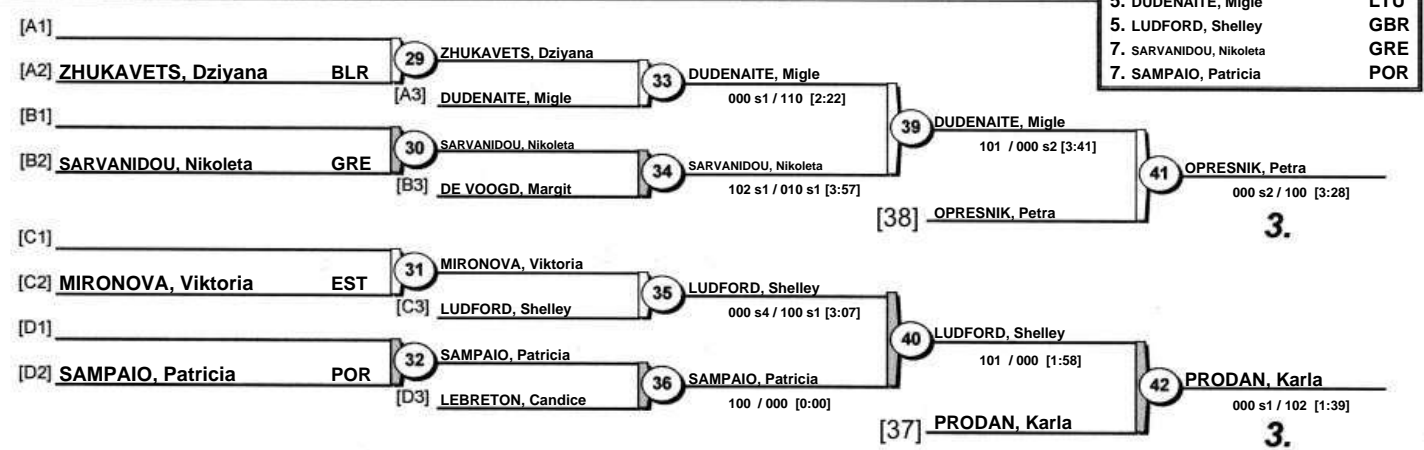 5. DUDENAITE, Migle LTU
5. LUDFORD, Shelley GBR
7. SARVANIDOU, Nikoleta GRE
7. SAMPAIO, Patricia POR
[A1]
[A2] ZHUKAVETS, Dziyana BLR
29
ZHUKAVETS, Dziyana
[A3] DUDENAITE, Migle
33
DUDENAITE, Migle
000 s1 / 110 [2:22]
[B1]
[B2] SARVANIDOU, Nikoleta GRE
30
SARVANIDOU, Nikoleta
[B3] DE VOOGD, Margit
34
SARVANIDOU, Nikoleta
102 s1 / 010 s1 [3:57]
39
DUDENAITE, Migle
101 / 000 s2 [3:41]
[38] OPRESNIK, Petra
41
OPRESNIK, Petra
000 s2 / 100 [3:28]
3.
[C1]
[C2] MIRONOVA, Viktoria EST
31
MIRONOVA, Viktoria
[C3] LUDFORD, Shelley
35
LUDFORD, Shelley
000 s4 / 100 s1 [3:07]
[D1]
[D2] SAMPAIO, Patricia POR
32
SAMPAIO, Patricia
[D3] LEBRETON, Candice
36
SAMPAIO, Patricia
100 / 000 [0:00]
40
LUDFORD, Shelley
101 / 000 [1:58]
[37] PRODAN, Karla
42
PRODAN, Karla
000 s1 / 102 [1:39]
3.